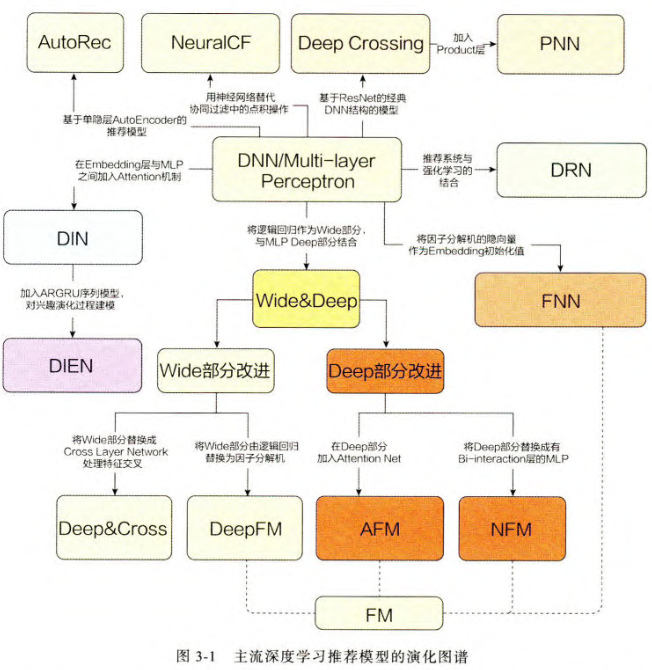 AutoRec
NeuralCF
Deep Crossing
加入
Product层
PNN
基于单隐层AutoEncoder的
推荐模型
用神经网络替代
协同过滤中的点积操作
基于ResNet的经典
DNN结构的模型
在Embedding层与MLP
之间加入Attention机制
DNN/Multi-layer
Perceptron
推荐系统与
强化学习的
结合
DRN
DIN
将逻辑回归作为Wide部分,
与MLP Deep部分结合
将因子分解机的隐向量
作为Embedding初始化值
加入ARGRU序列模型,
对兴趣演化过程建模
Wide&Deep
FNN
DIEN
Wide部分改进
Deep部分改进
将Wide部分替换成
Cross Layer Network
处理特征交叉
将Wide部分由逻辑回归
替换为因子分解机
在Deep部分
加入Attention Net
将Deep部分替换成有
Bi-interaction层的MLP
Deep&Cross
DeepFM
AFM
NFM
FM
图 3-1 主流深度学习推荐模型的演化图谱